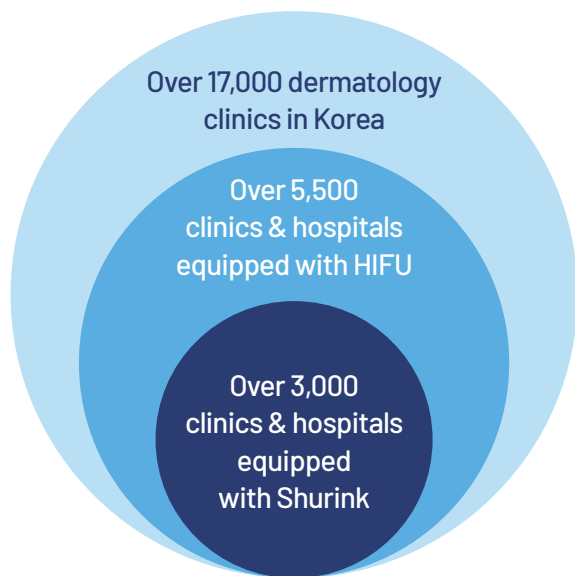 Over 17,000 dermatology
clinics in Korea
Over 5,500
clinics & hospitals
equipped with HIFU
Over 3,000
clinics & hospitals
equipped
with Shurink